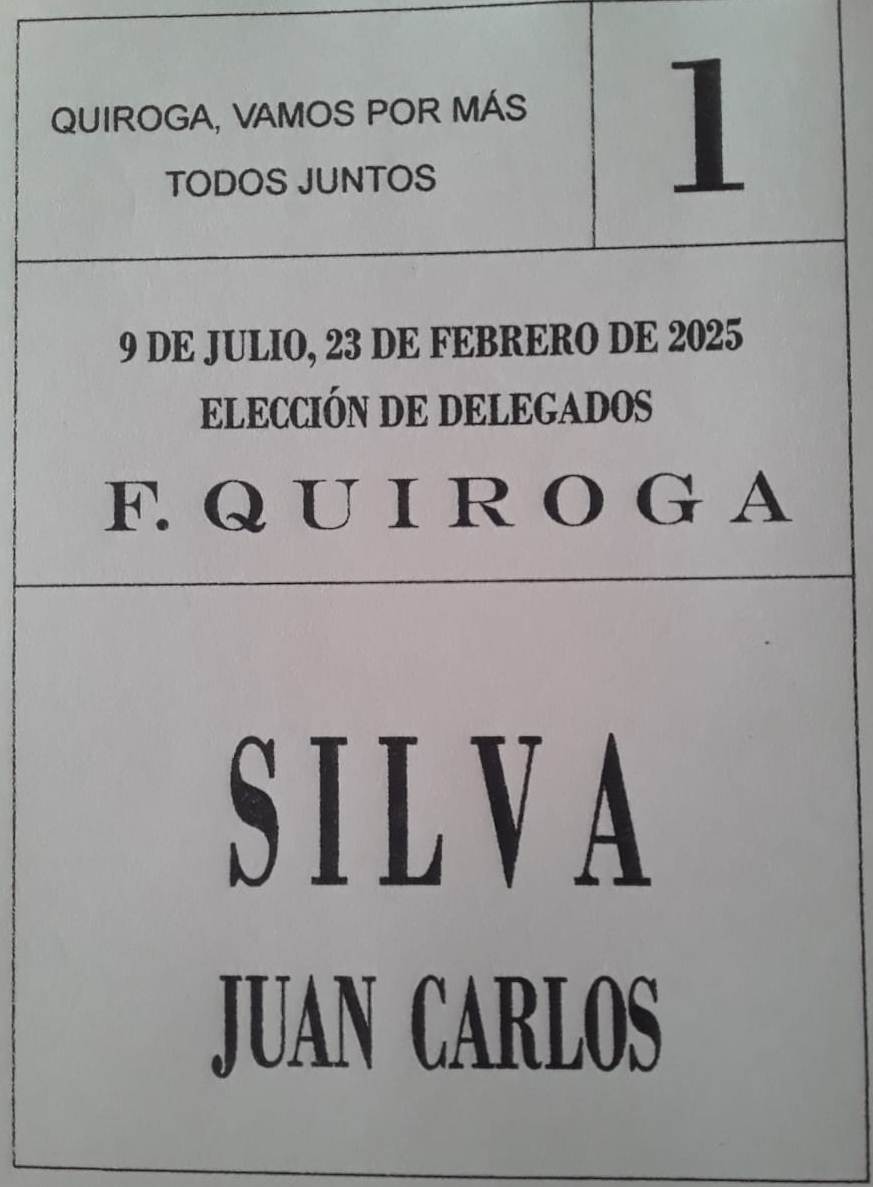 QUIROGA, VAMOS POR MÁS
TODOS JUNTOS
1
9 DE JULIO, 23 DE FEBRERO DE 2025
ELECCIÓN DE DELEGADOS
F. QUIROGA
SILVA
JUAN CARLOS